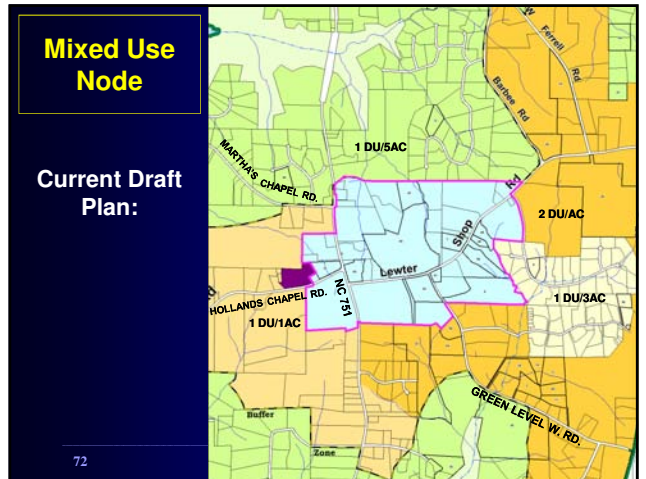 Mixed Use
Node
Current Draft
Plan:
72
W
Ferrell
Rd
Barbee Rd
1 DU/5AC
MARTHA'S CHAPEL RD.
Rd
2 DU/AC
Shop
Lewter
NC 751
HOLLANDS CHAPEL RD.
1 DU/3AC
1 DU/1AC
GREEN LEVEL W. RD.
Buffer
Zone